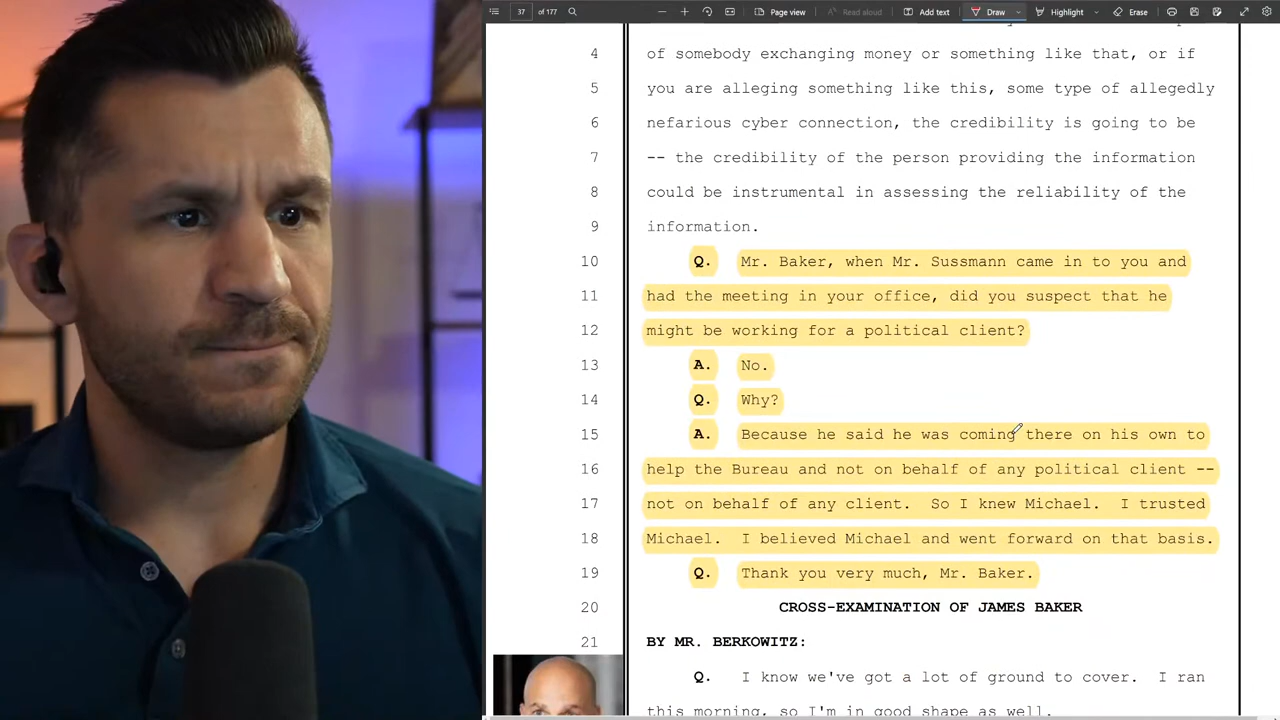 37 of 177
Page view
Read aloud
Add text
Draw
Highlight
Erase
4 of somebody exchanging money or something like that, or if
5 you are alleging something like this, some type of allegedly
6 nefarious cyber connection, the credibility is going to be
7 -- the credibility of the person providing the information
8 could be instrumental in assessing the reliability of the
9 information.
10 Q. Mr. Baker, when Mr. Sussmann came in to you and
11 had the meeting in your office, did you suspect that he
12 might be working for a political client?
13 A. No.
14 Q. Why?
15 A. Because he said he was coming there on his own to
16 help the Bureau and not on behalf of any political client --
17 not on behalf of any client. So I knew Michael. I trusted
18 Michael. I believed Michael and went forward on that basis.
19 Q. Thank you very much, Mr. Baker.
20 CROSS-EXAMINATION OF JAMES BAKER
21 BY MR. BERKOWITZ:
Q. I know we've got a lot of ground to cover. I ran
this morning, so I'm in good shape as well.